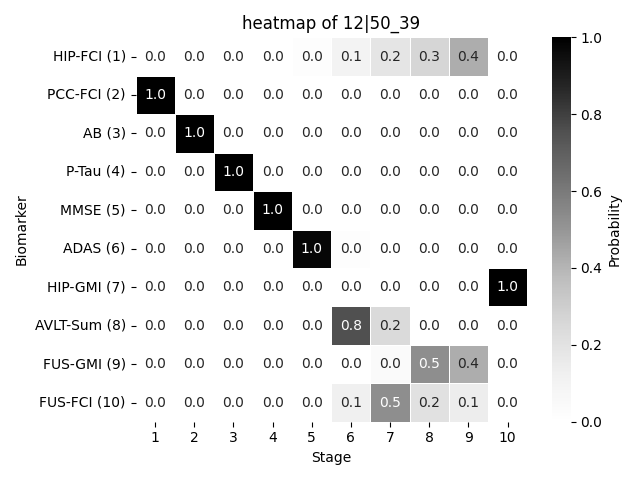 heatmap of 12|50_39
HIP-FCI (1) 0.0 0.0 0.0 0.0 0.0 0.1 0.2 0.3 0.4 0.0
PCC-FCI (2) 1.0 0.0 0.0 0.0 0.0 0.0 0.0 0.0 0.0 0.0
AB (3) 0.0 1.0 0.0 0.0 0.0 0.0 0.0 0.0 0.0 0.0
P-Tau (4) 0.0 0.0 1.0 0.0 0.0 0.0 0.0 0.0 0.0 0.0
MMSE (5) 0.0 0.0 0.0 1.0 0.0 0.0 0.0 0.0 0.0 0.0
ADAS (6) 0.0 0.0 0.0 0.0 1.0 0.0 0.0 0.0 0.0 0.0
HIP-GMI (7) 0.0 0.0 0.0 0.0 0.0 0.0 0.0 0.0 0.0 1.0
AVLT-Sum (8) 0.0 0.0 0.0 0.0 0.0 0.8 0.2 0.0 0.0 0.0
FUS-GMI (9) 0.0 0.0 0.0 0.0 0.0 0.0 0.0 0.5 0.4 0.0
FUS-FCI (10) 0.0 0.0 0.0 0.0 0.0 0.1 0.5 0.2 0.1 0.0
1 2 3 4 5 6 7 8 9 10
Stage
Biomarker
1.0
0.8
0.6
0.4
0.2
0.0
Probability